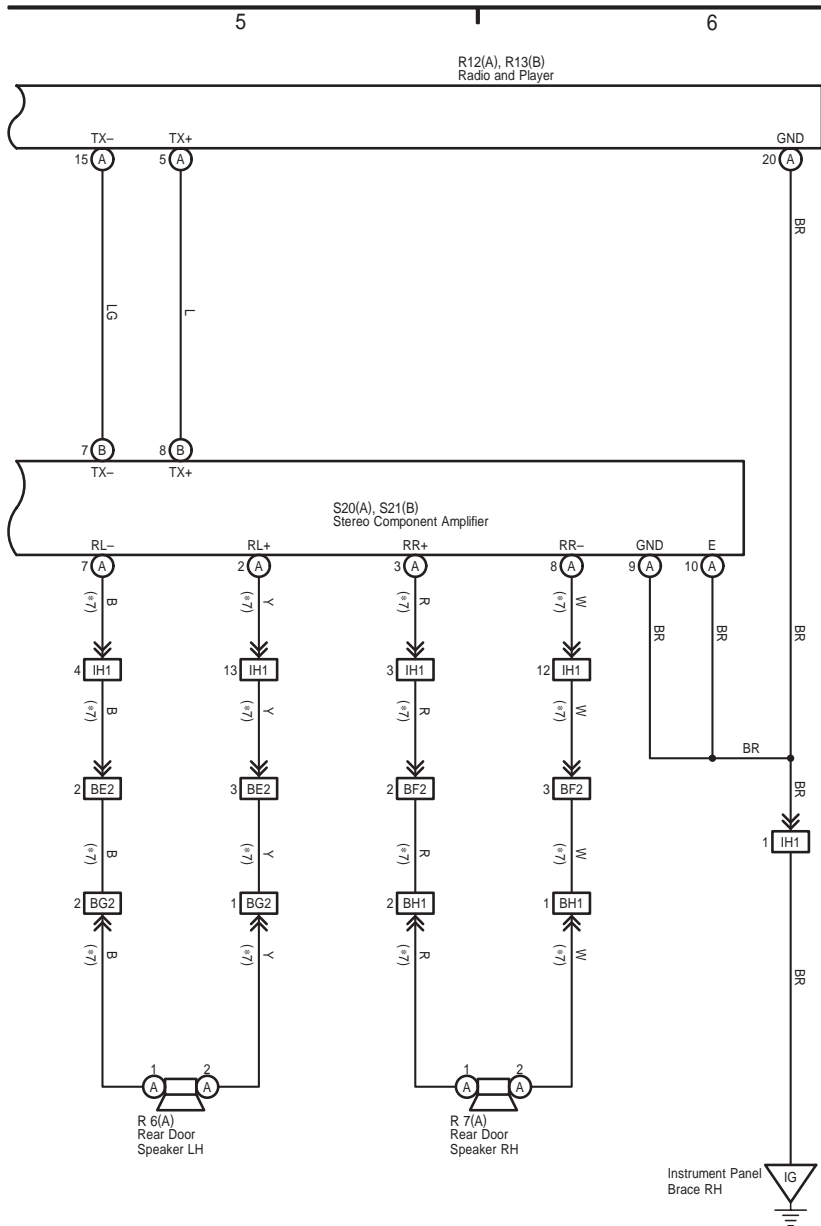 5 6
R12(A), R13(B)
Radio and Player
TX– TX+ GND
15 A 5 A 20 A
BR
LG L
7 B 8 B
TX– TX+
S20(A), S21(B)
Stereo Component Amplifier
RL– RL+ RR+ RR– GND E
7 A 2 A 3 A 8 A 9 A 10 A
(*7) B (*7) Y (*7) R (*7) W BR BR BR
4 IH1 13 IH1 3 IH1 12 IH1
(*7) B (*7) Y (*7) R (*7) W
BR
2 BE2 3 BE2 2 BF2 3 BF2
BR
1 IH1
(*7) B (*7) Y (*7) R (*7) W
2 BG2 1 BG2 2 BH1 1 BH1
(*7) B (*7) Y (*7) R (*7) W BR
1 2 1 2
A A A A
R 6(A) R 7(A)
Rear Door Rear Door
Speaker LH Speaker RH
Instrument Panel
Brace RH
IG